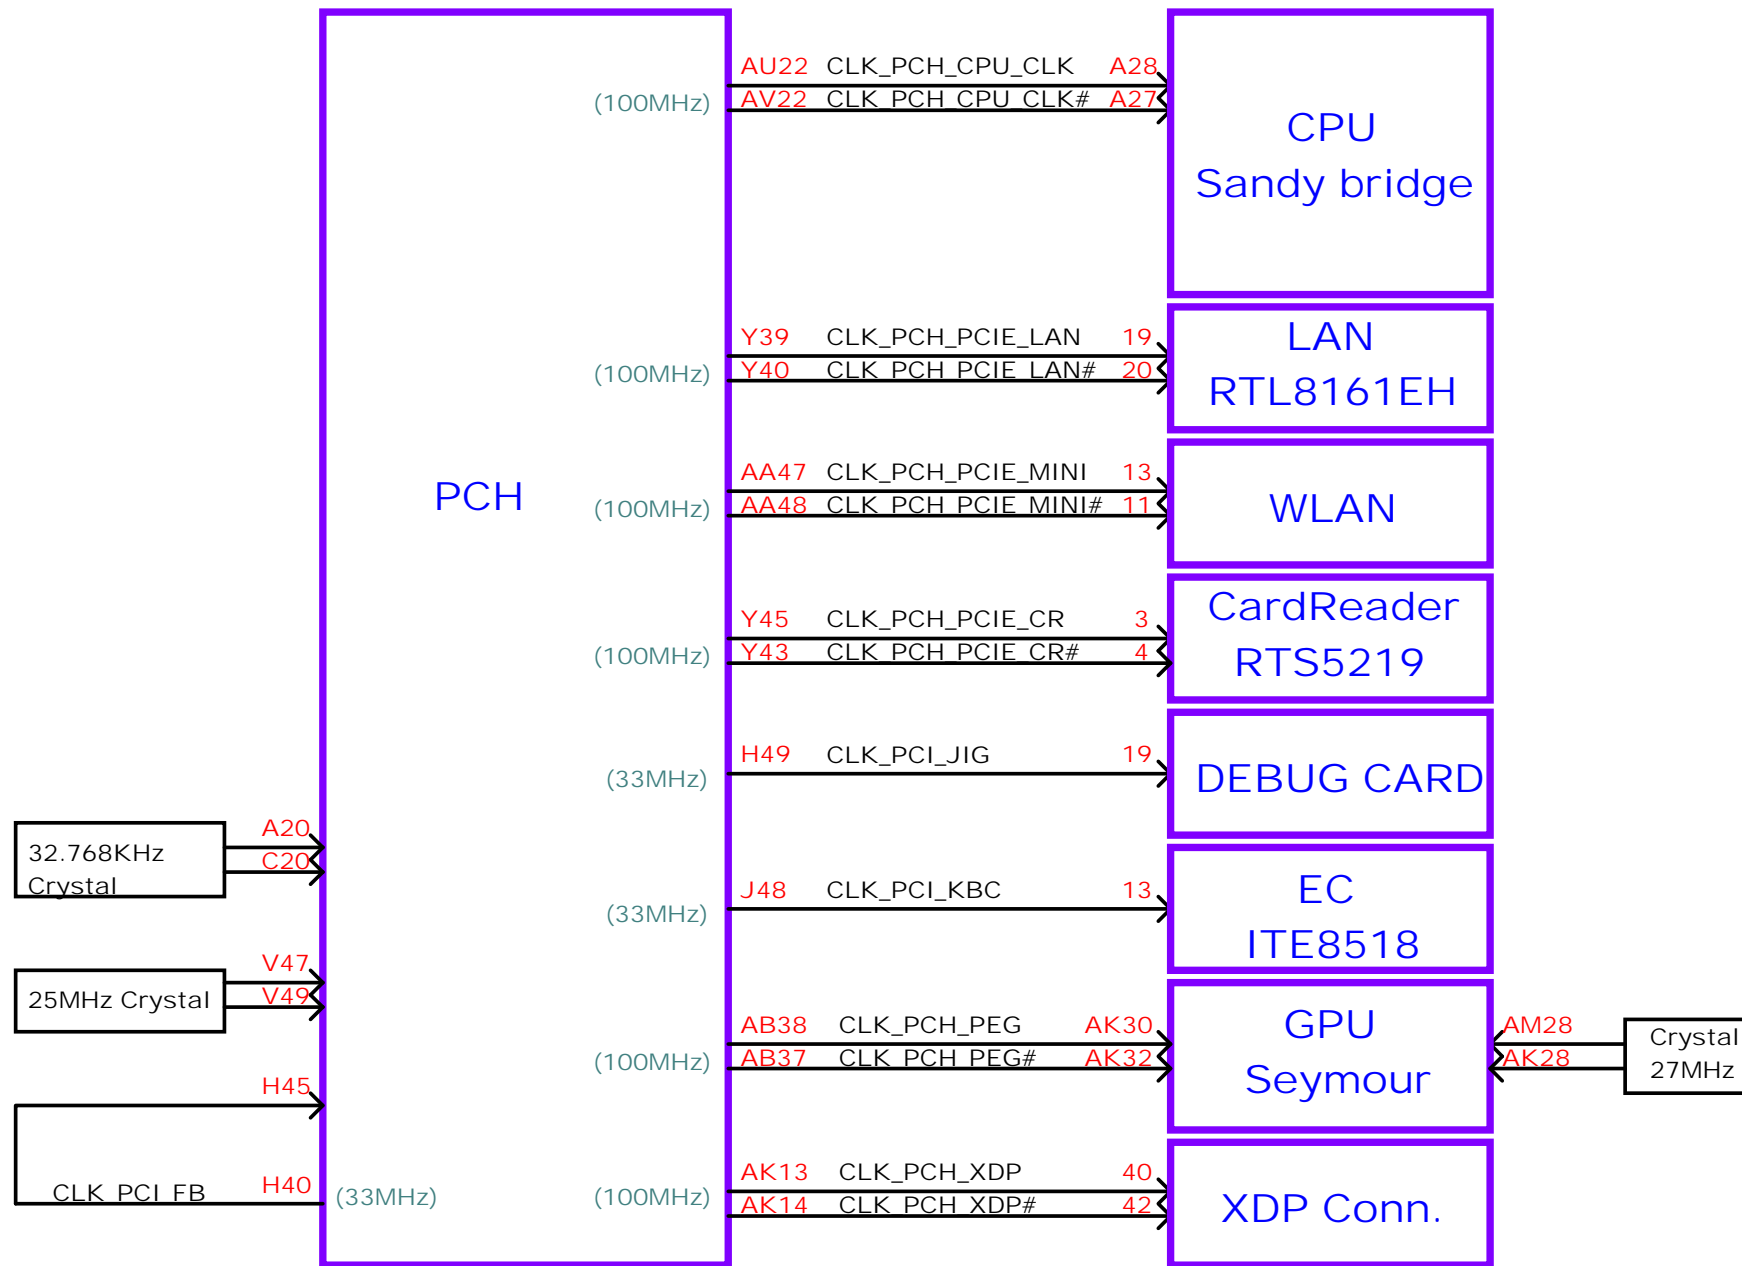 AU22 CLK_PCH_CPU_CLK A28
(100MHz) AV22 CLK_PCH_CPU_CLK# A27
CPU
Sandy bridge
Y39 CLK_PCH_PCIE_LAN 19
(100MHz) Y40 CLK_PCH_PCIE_LAN# 20
LAN
RTL8161EH
PCH
AA47 CLK_PCH_PCIE_MINI 13
(100MHz) AA48 CLK_PCH_PCIE_MINI# 11
WLAN
Y45 CLK_PCH_PCIE_CR 3
(100MHz) Y43 CLK_PCH_PCIE_CR# 4
CardReader
RTS5219
H49 CLK_PCI_JIG 19
(33MHz)
DEBUG CARD
32.768KHz
Crystal
A20
C20
J48 CLK_PCI_KBC 13
(33MHz)
EC
ITE8518
25MHz Crystal
V47
V49
AB38 CLK_PCH_PEG AK30
(100MHz) AB37 CLK_PCH_PEG# AK32
GPU
Seymour
AM28
AK28
Crystal
27MHz
H45
CLK_PCI_FB H40 (33MHz)
AK13 CLK_PCH_XDP 40
(100MHz) AK14 CLK_PCH_XDP# 42
XDP Conn.